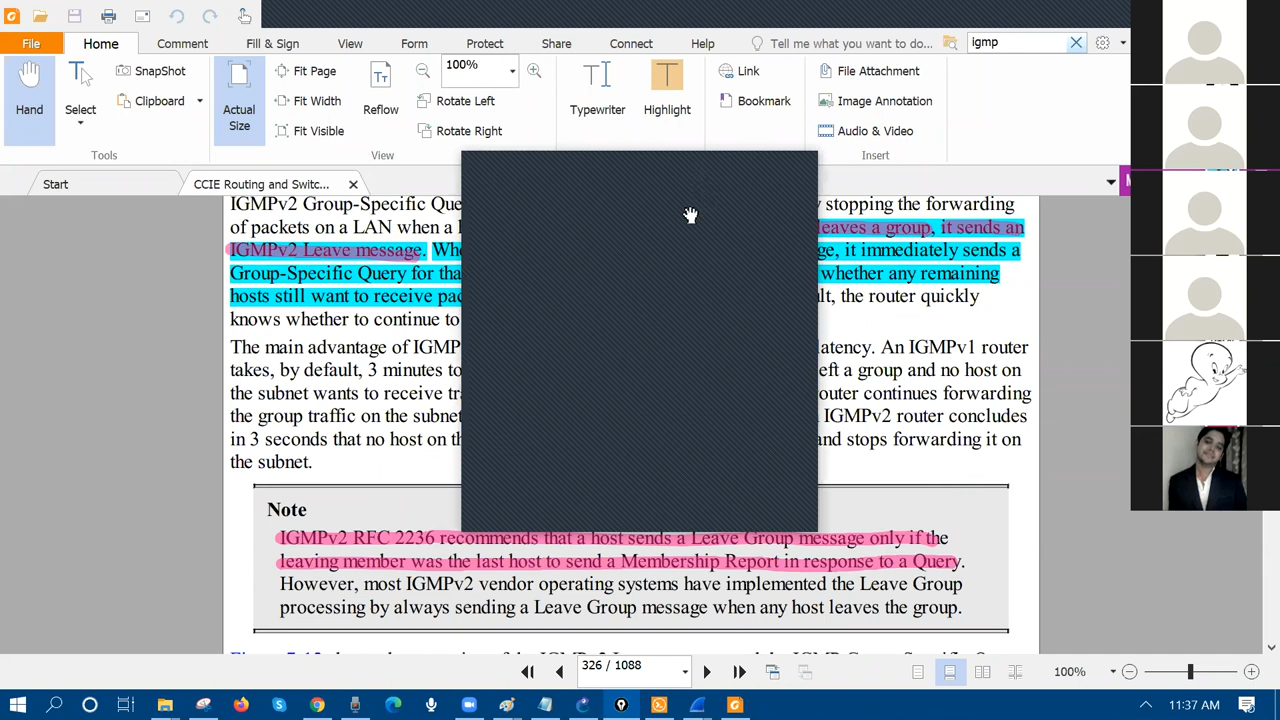 File
Home
Comment
Fill & Sign
View
Form
Protect
Share
Connect
Help
Tell me what you want to do...
igmp
Hand
Select
SnapShot
Clipboard
Actual
Size
Fit Page
Fit Width
Fit Visible
Reflow
100%
Rotate Left
Rotate Right
Typewriter
Highlight
Link
Bookmark
File Attachment
Image Annotation
Audio & Video
Tools
View
Insert
Start
CCIE Routing and Switc...
IGMPv2 Group-Specific Que y stopping the forwarding
of packets on a LAN when a leaves a group, it sends an
IGMPv2 Leave message. ge, it immediately sends a
Group-Specific Query for tha whether any remaining
hosts still want to receive pac lt, the router quickly
knows whether to continue to
The main advantage of IGMP latency. An IGMPv1 router
takes, by default, 3 minutes to eft a group and no host on
the subnet wants to receive tra outer continues forwarding
the group traffic on the subnet IGMPv2 router concludes
in 3 seconds that no host on th and stops forwarding it on
the subnet.
Note
IGMPv2 RFC 2236 recommends that a host sends a Leave Group message only if the
leaving member was the last host to send a Membership Report in response to a Query.
However, most IGMPv2 vendor operating systems have implemented the Leave Group
processing by always sending a Leave Group message when any host leaves the group.
326 / 1088
100%
11:37 AM